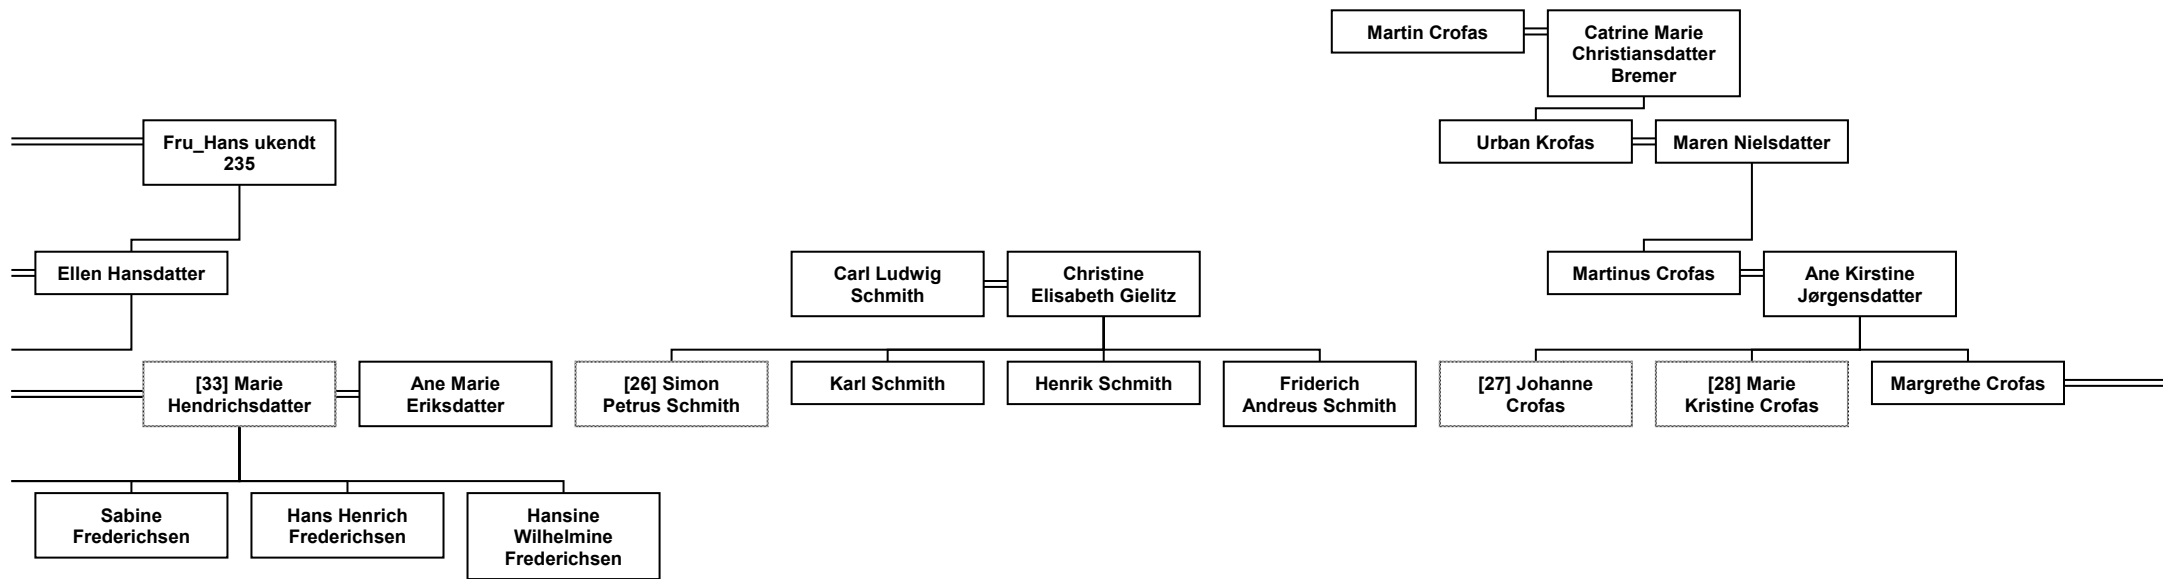 Martin Crofas
Catrine Marie
Christiansdatter
Bremer
Fru_Hans ukendt
235
Urban Krofas
Maren Nielsdatter
Ellen Hansdatter
Carl Ludwig
Schmith
Christine
Elisabeth Gielitz
Martinus Crofas
Ane Kirstine
Jørgensdatter
[33] Marie
Hendrichsdatter
Ane Marie
Eriksdatter
[26] Simon
Petrus Schmith
Karl Schmith
Henrik Schmith
Friderich
Andreus Schmith
[27] Johanne
Crofas
[28] Marie
Kristine Crofas
Margrethe Crofas
Sabine
Frederichsen
Hans Henrich
Frederichsen
Hansine
Wilhelmine
Frederichsen